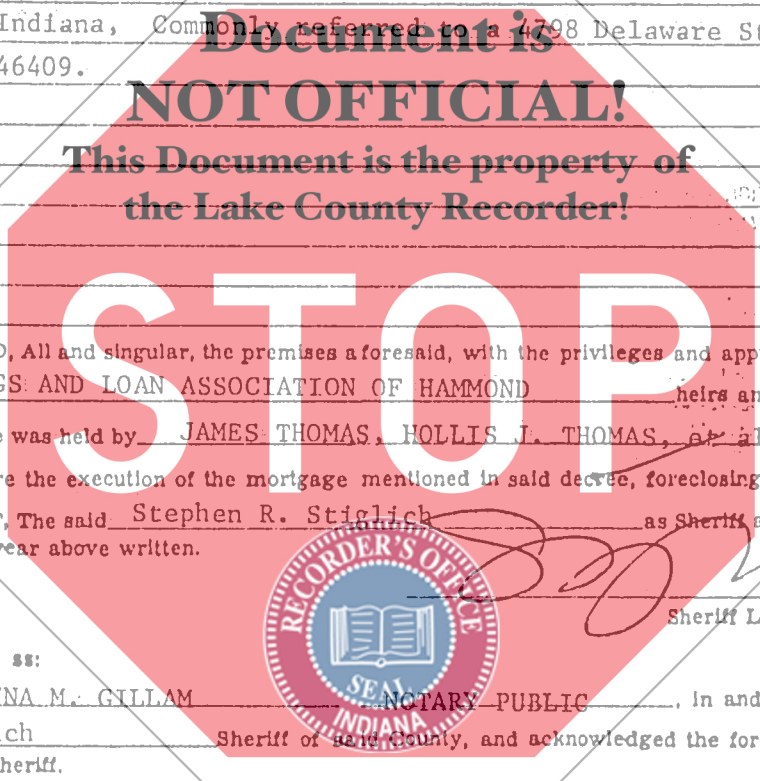 Indiana, Commonly referred to a 4798 Delaware St
46409.
Document is
NOT OFFICIAL!
This Document is the property of
the Lake County Recorder!
STOP
, All and singular, the premises aforesaid, with the privileges and app
GS AND LOAN ASSOCIATION OF HAMMOND heirs an
was held by JAMES THOMAS, HOLLIS J. THOMAS, et al
re the execution of the mortgage mentioned in said decree, foreclosing
, The said Stephen R. Stiglich as Sheriff a
year above written.
Sheriff L
RECORDER'S OFFICE
SEAL
INDIANA
ss:
NA M. GILLAM NOTARY PUBLIC , in and
ich Sheriff of said County, and acknowledged the for
heriff.